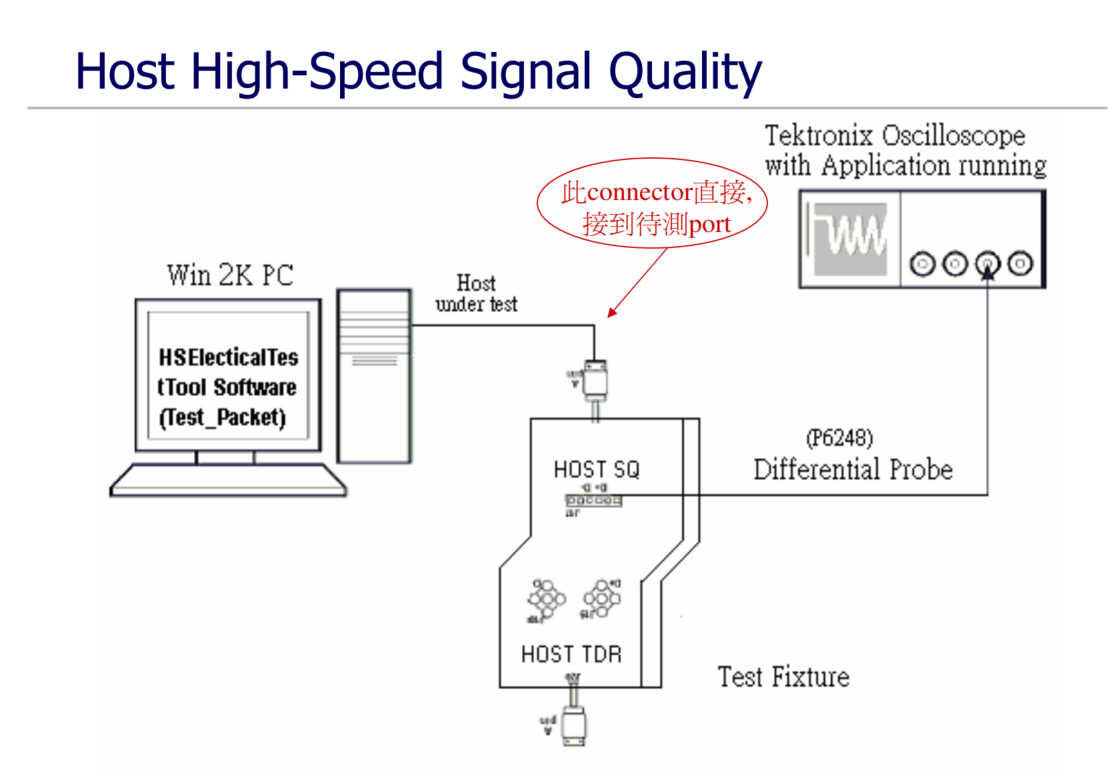 Host High-Speed Signal Quality
Tektronix Oscilloscope
with Application running
此connector直接,
接到待測port
Win 2K PC
Host
under test
HSElecticalTes
tTool Software
(Test_Packet)
HOST SQ
(P6248)
Differential Probe
HOST TDR
Test Fixture